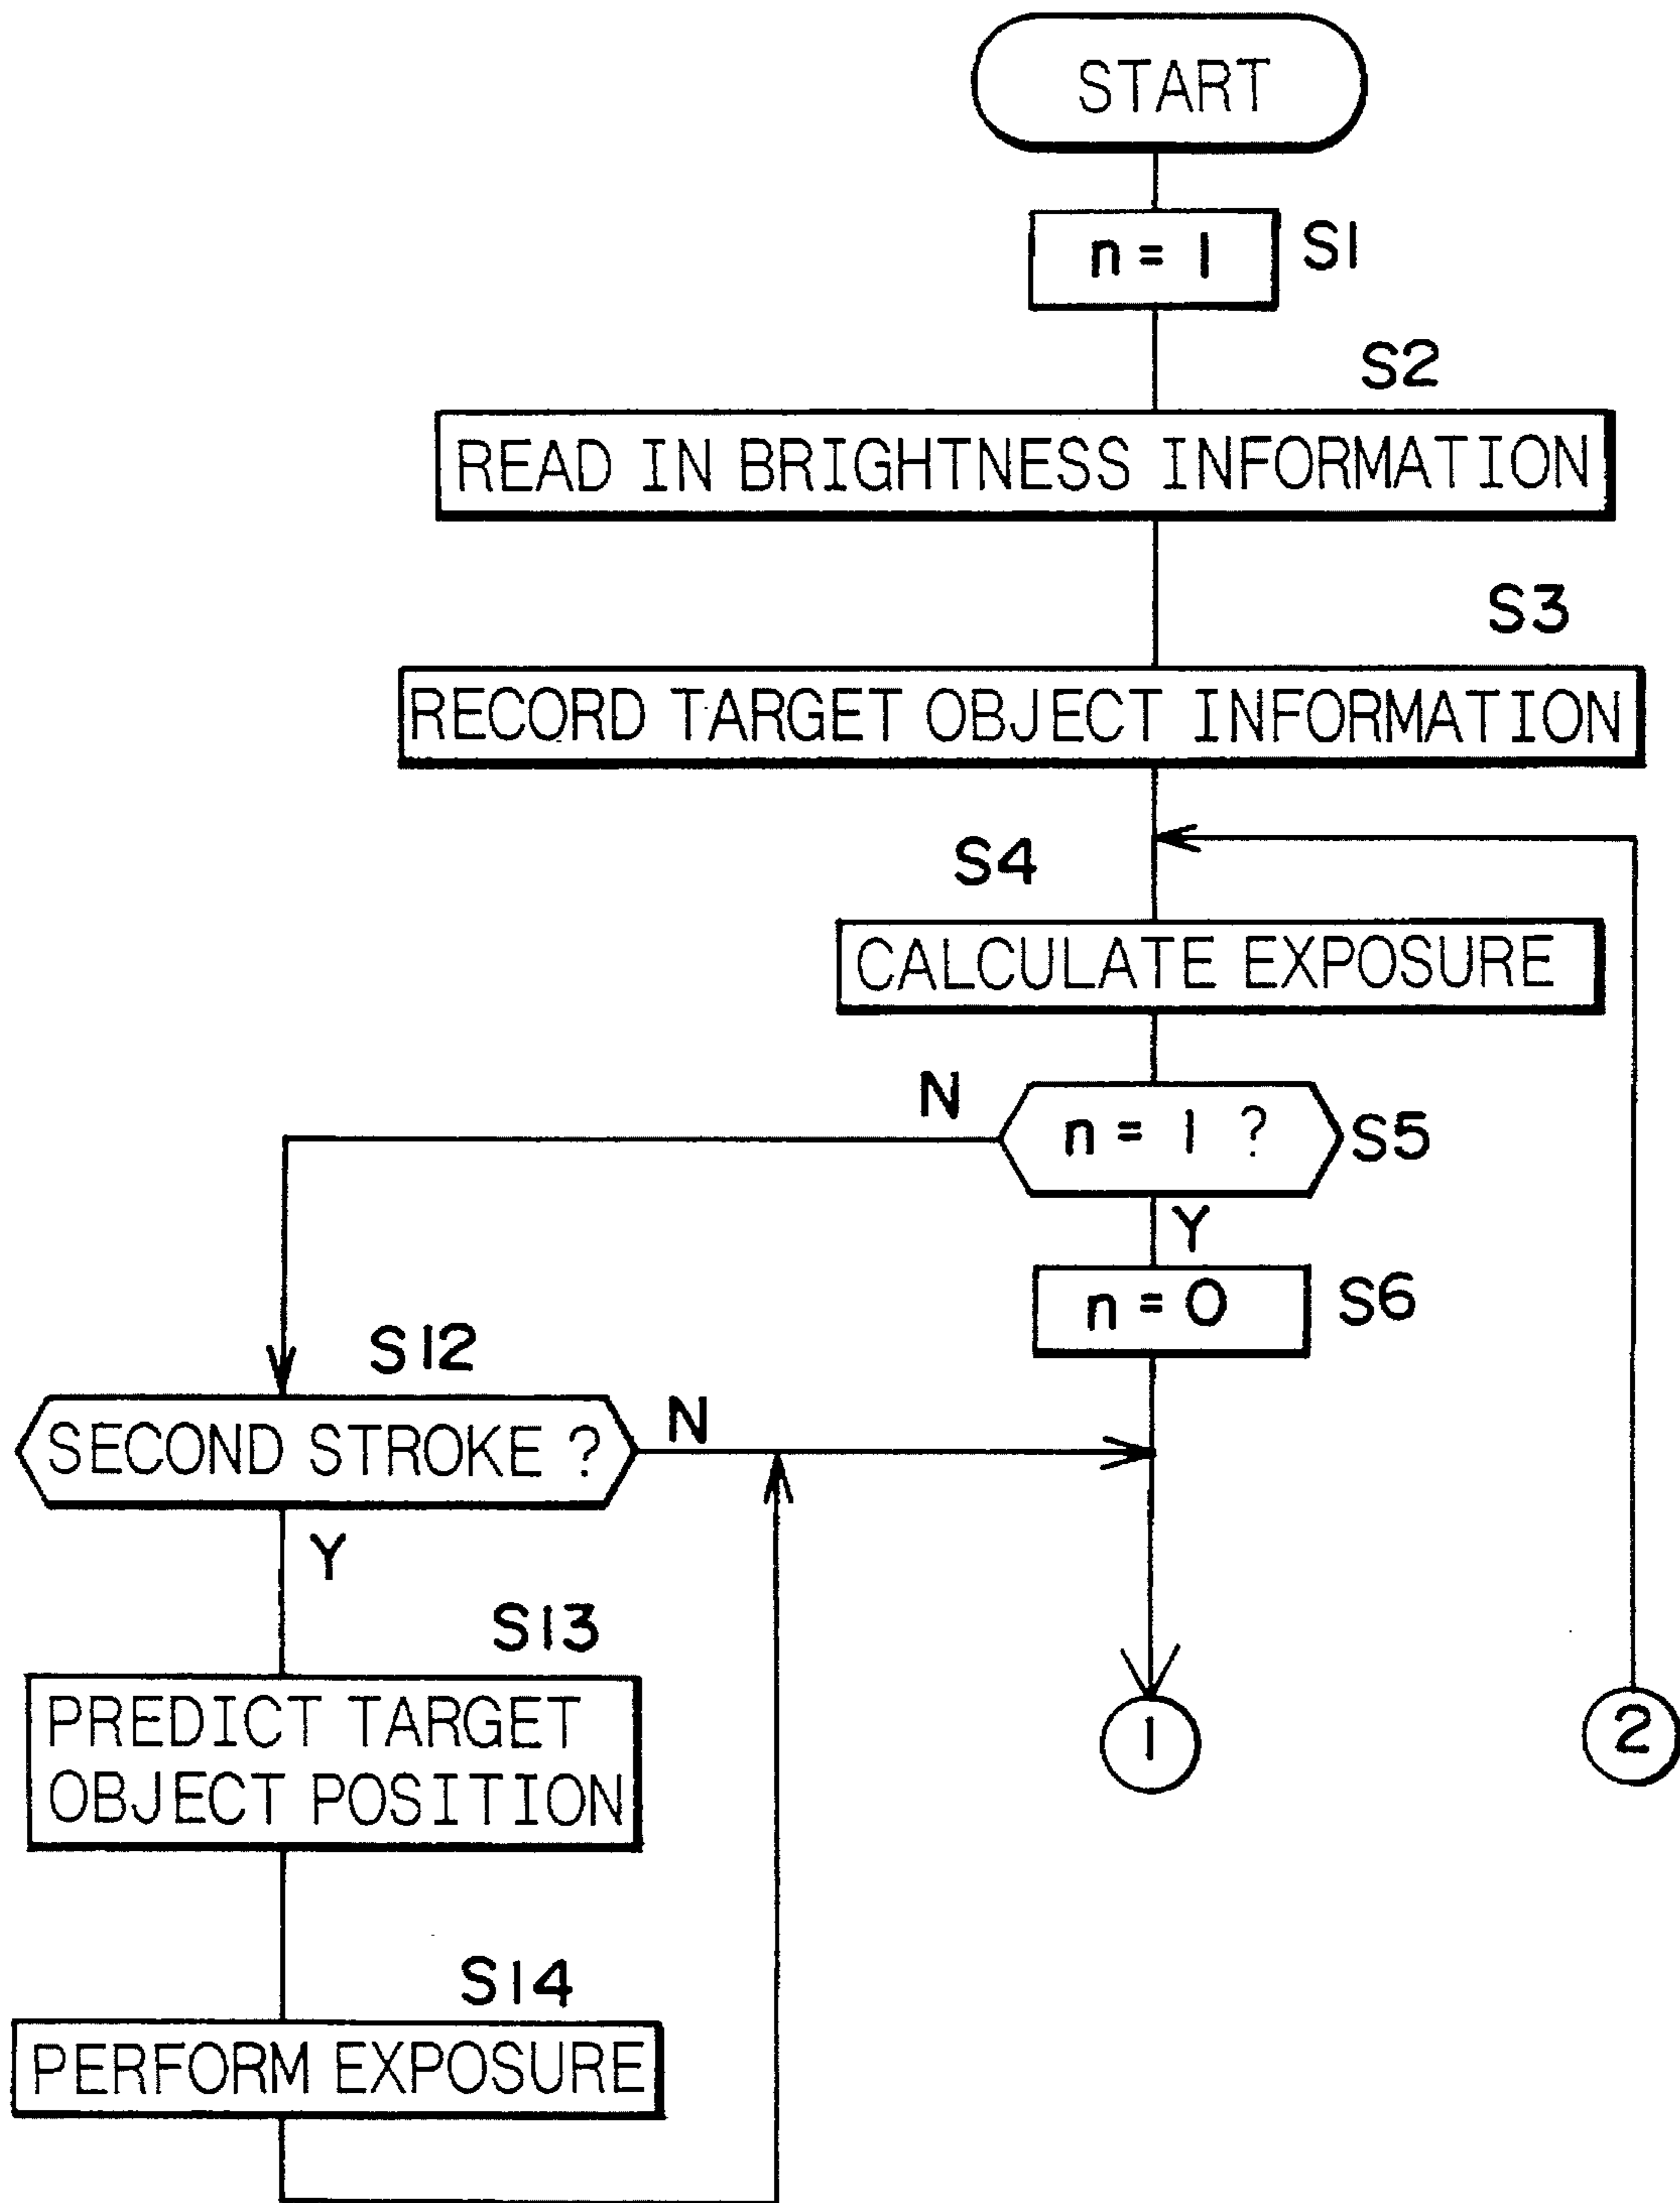 START
n = 1
S1
S2
READ IN BRIGHTNESS INFORMATION
S3
RECORD TARGET OBJECT INFORMATION
S4
CALCULATE EXPOSURE
N
n = 1 ?
S5
Y
n = 0
S6
S12
SECOND STROKE ?
N
Y
S13
PREDICT TARGET
OBJECT POSITION
1
2
S14
PERFORM EXPOSURE